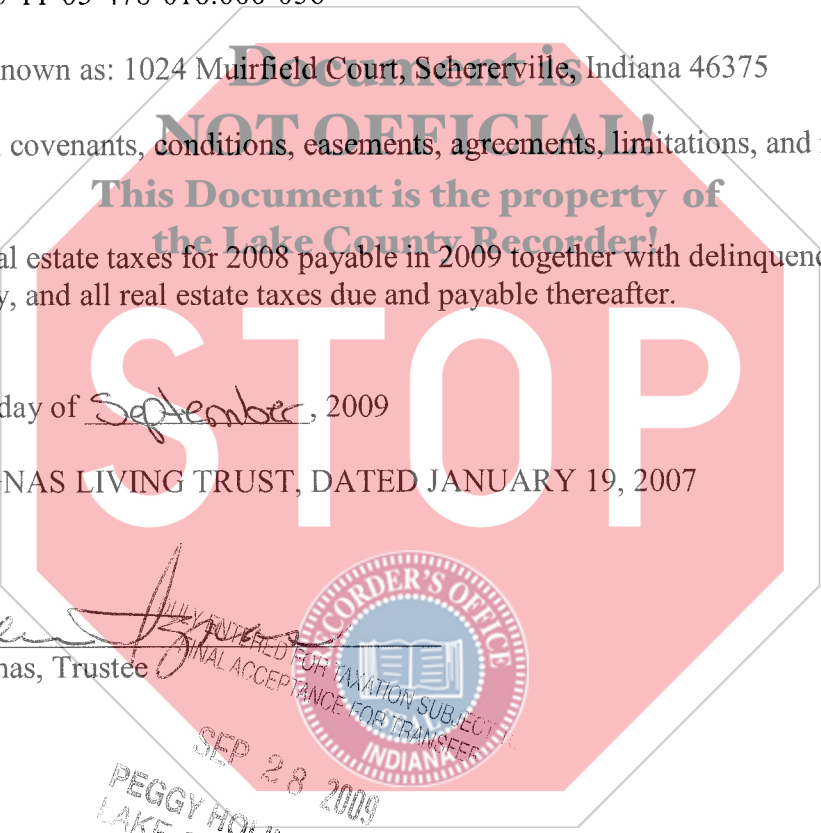 nown as: 1024 Muirfield Court, Schererville, Indiana 46375
Document is
covenants, conditions, easements, agreements, limitations, and
NOT OFFICIAL!
This Document is the property of
the Lake County Recorder!
al estate taxes for 2008 payable in 2009 together with delinquenc
y, and all real estate taxes due and payable thereafter.
STOP
day of September, 2009
NAS LIVING TRUST, DATED JANUARY 19, 2007
RECORDER'S OFFICE
SEAL
INDIANA
nas, Trustee
DULY ENTERED FOR TAXATION SUBJECT
FINAL ACCEPTANCE FOR TRANSFER
SEP 28 2009
PEGGY
LAKE